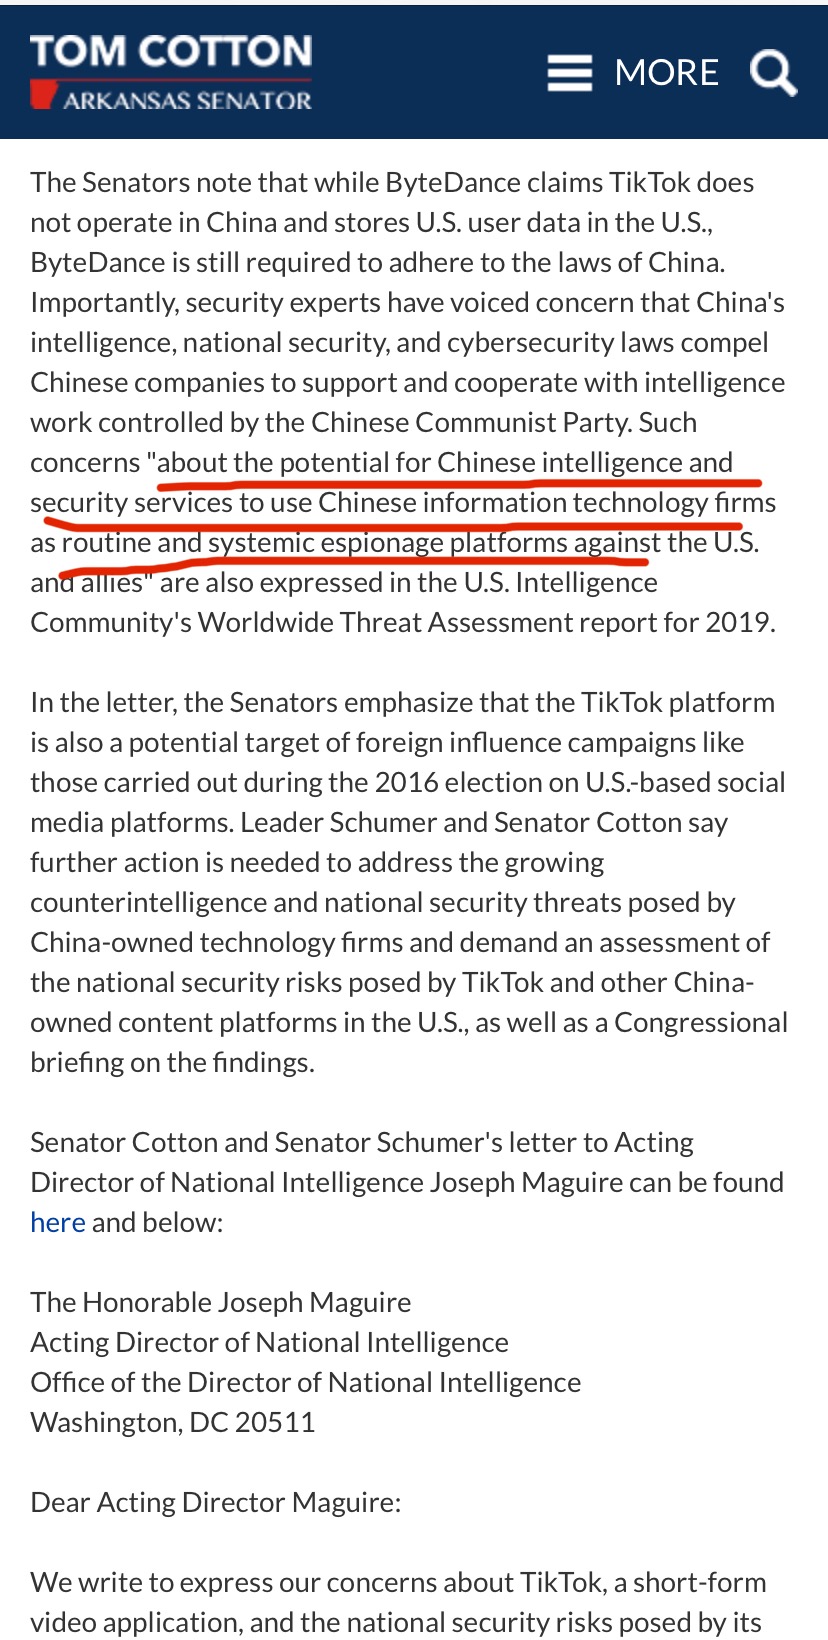 TOM COTTON
ARKANSAS SENATOR
MORE
The Senators note that while ByteDance claims TikTok does
not operate in China and stores U.S. user data in the U.S.,
ByteDance is still required to adhere to the laws of China.
Importantly, security experts have voiced concern that China's
intelligence, national security, and cybersecurity laws compel
Chinese companies to support and cooperate with intelligence
work controlled by the Chinese Communist Party. Such
concerns "about the potential for Chinese intelligence and
security services to use Chinese information technology firms
as routine and systemic espionage platforms against the U.S.
and allies" are also expressed in the U.S. Intelligence
Community's Worldwide Threat Assessment report for 2019.
In the letter, the Senators emphasize that the TikTok platform
is also a potential target of foreign influence campaigns like
those carried out during the 2016 election on U.S.-based social
media platforms. Leader Schumer and Senator Cotton say
further action is needed to address the growing
counterintelligence and national security threats posed by
China-owned technology firms and demand an assessment of
the national security risks posed by TikTok and other China-
owned content platforms in the U.S., as well as a Congressional
briefing on the findings.
Senator Cotton and Senator Schumer's letter to Acting
Director of National Intelligence Joseph Maguire can be found
here and below:
The Honorable Joseph Maguire
Acting Director of National Intelligence
Office of the Director of National Intelligence
Washington, DC 20511
Dear Acting Director Maguire:
We write to express our concerns about TikTok, a short-form
video application, and the national security risks posed by its